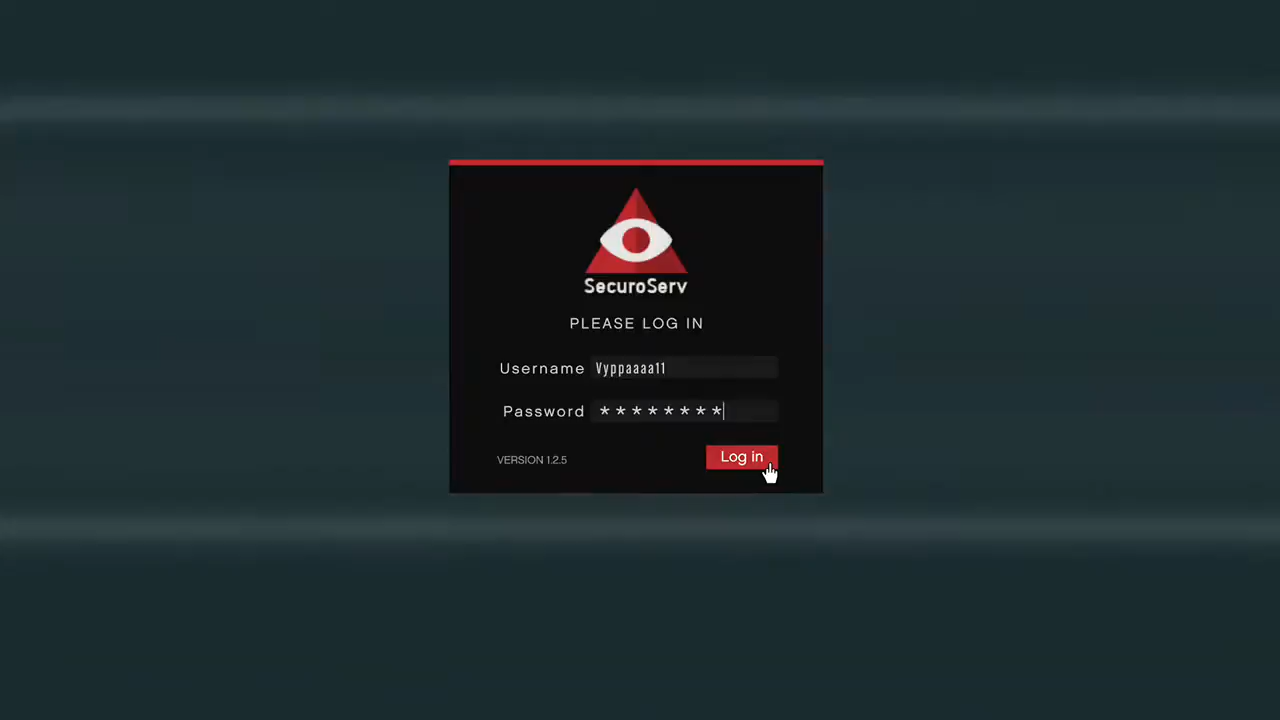 SecuroServ
PLEASE LOG IN
Username Vyppaaaa11
Password ********
VERSION 1.2.5 Log in